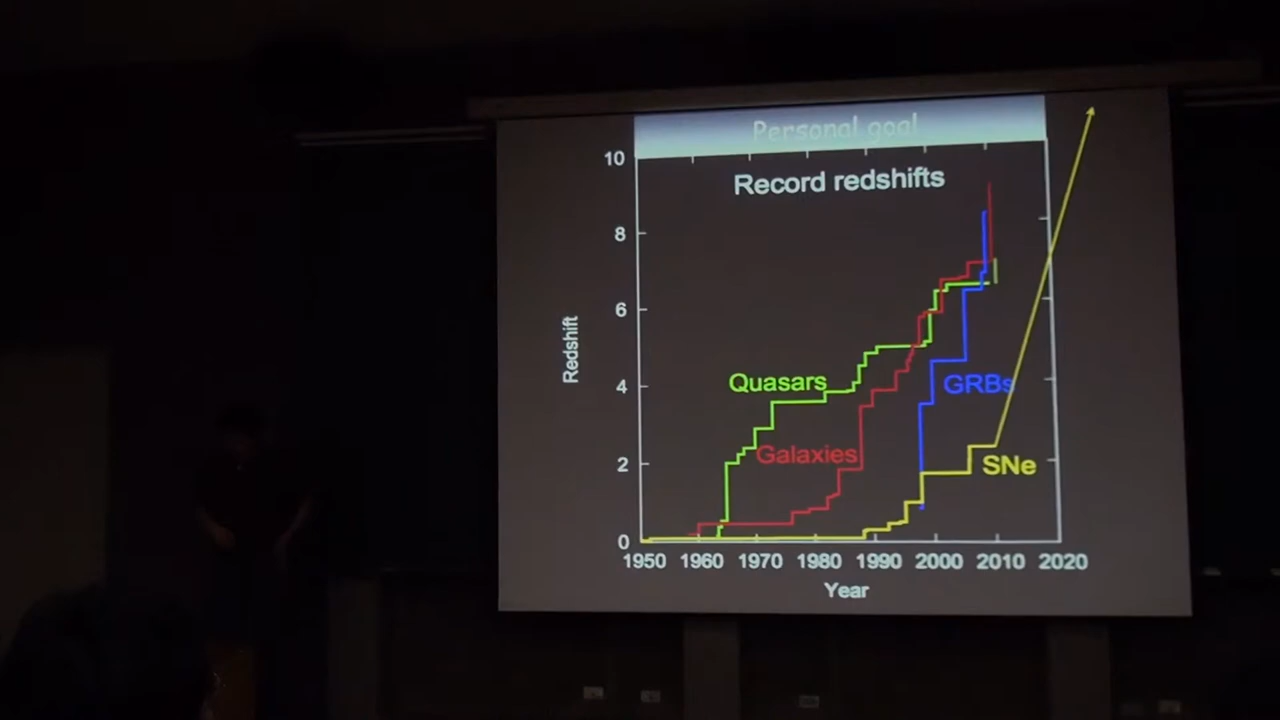 Personal goal
Record redshifts
10
8
6
4
2
0
Redshift
Quasars
Galaxies
GRBs
SNe
1950 1960 1970 1980 1990 2000 2010 2020
Year